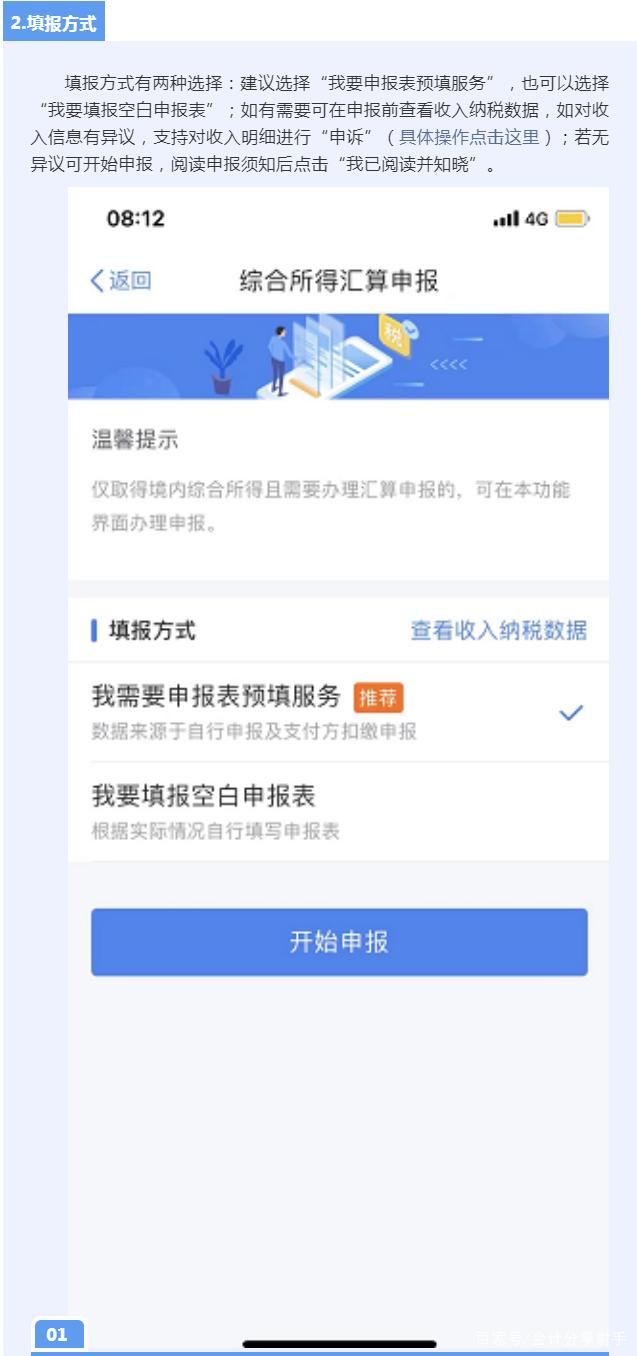 2.填报方式
填报方式有两种选择：建议选择“我要申报表预填服务”，也可以选择
“我要填报空白申报表”；如有需要可在申报前查看收入纳税数据，如对收
入信息有异议，支持对收入明细进行“申诉”（具体操作点击这里）；若无
异议可开始申报，阅读申报须知后点击“我已阅读并知晓”。
08:12 4G
返回 综合所得汇算申报
税
温馨提示
仅取得境内综合所得且需要办理汇算申报的，可在本功能
界面办理申报。
填报方式 查看收入纳税数据
我需要申报表预填服务 推荐
数据来源于自行申报及支付方扣缴申报
我要填报空白申报表
根据实际情况自行填写申报表
开始申报
01